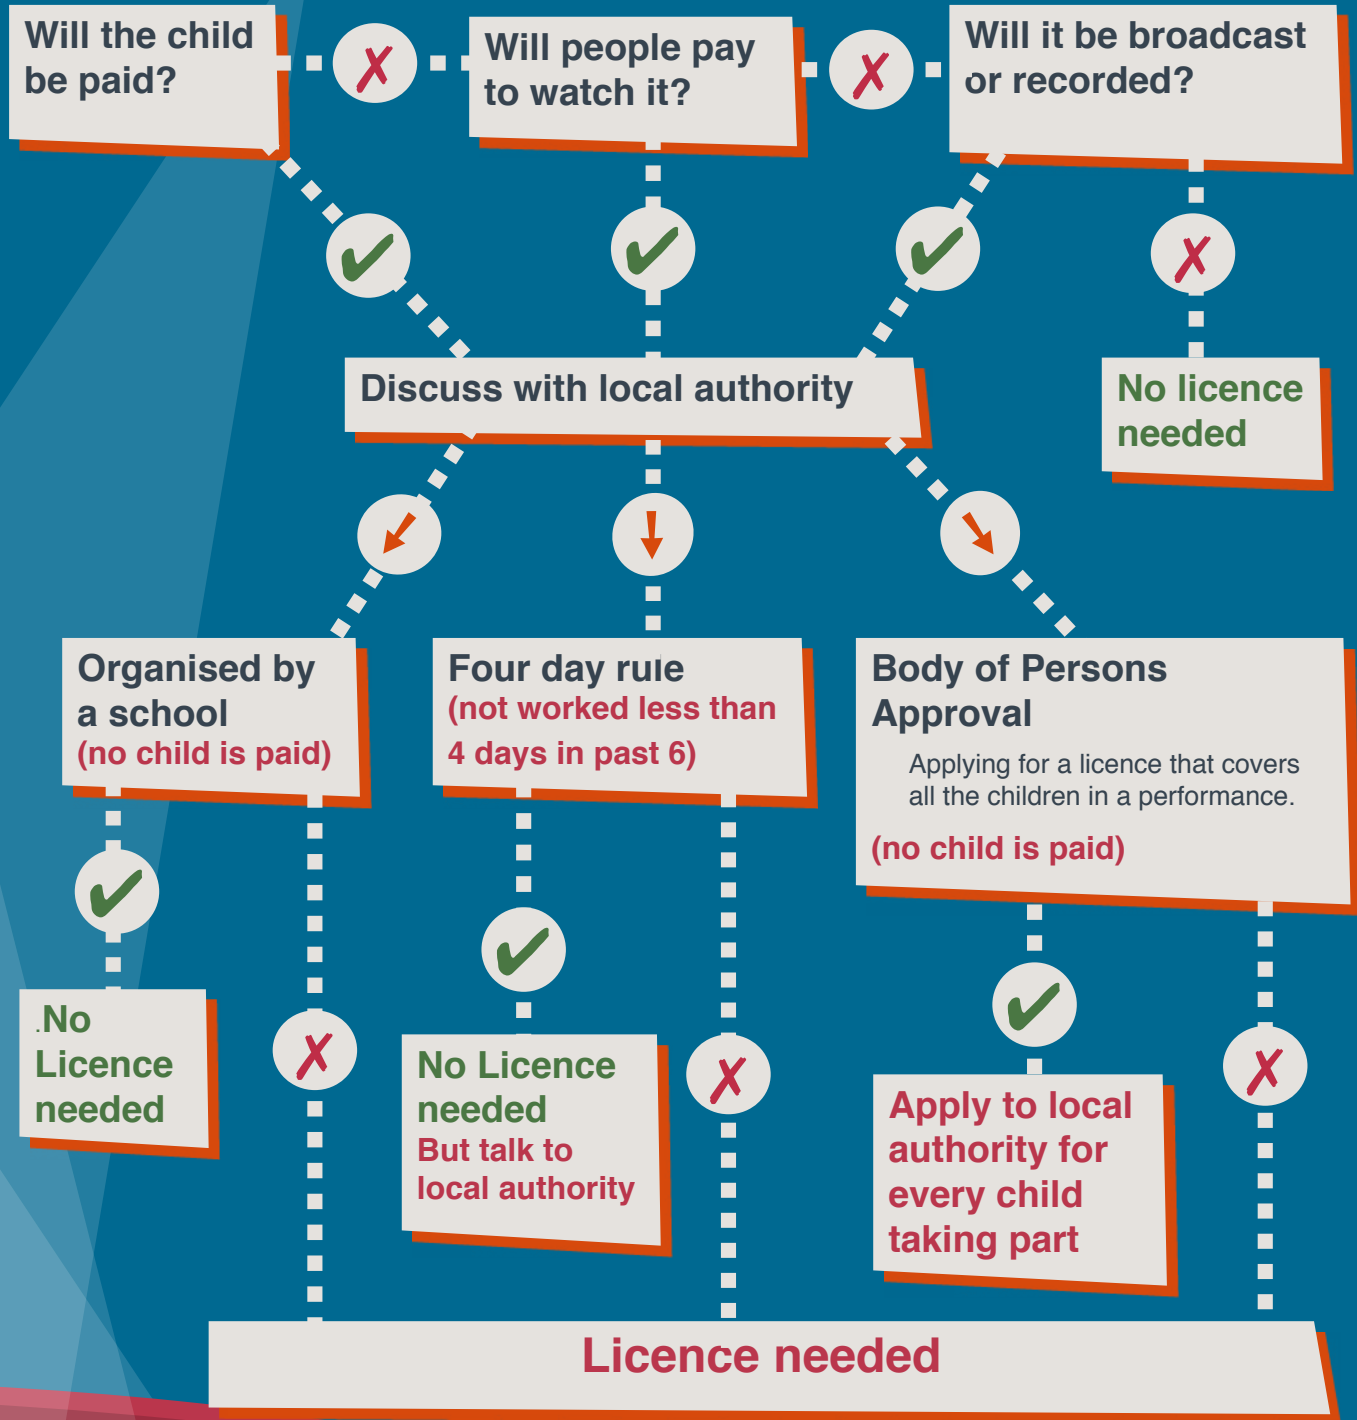 Will the child
be paid?
Will people pay
to watch it?
Will it be broadcast
or recorded?
Discuss with local authority
No licence
needed
Organised by
a school
(no child is paid)
Four day rule
(not worked less than
4 days in past 6)
Body of Persons
Approval
Applying for a licence that covers
all the children in a performance.
(no child is paid)
.No
Licence
needed
No Licence
needed
But talk to
local authority
Apply to local
authority for
every child
taking part
Licence needed